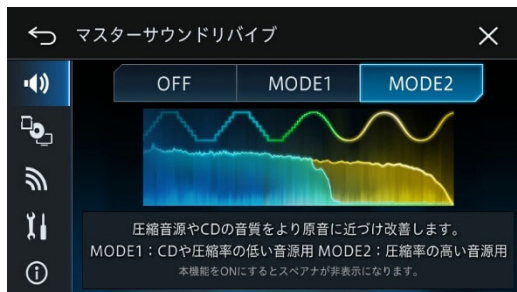 マスターサウンドリバイブ
OFF MODE1 MODE2
圧縮音源やCDの音質をより原音に近づけ改善します。
MODE1：CDや圧縮率の低い音源用 MODE2：圧縮率の高い音源用
本機能をONにするとスペアナが非表示になります。